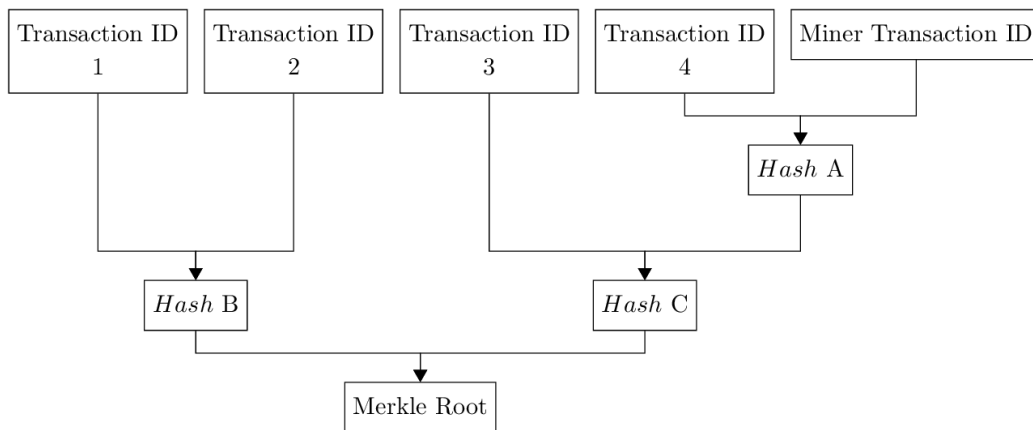 Transaction ID
1
Transaction ID
2
Transaction ID
3
Transaction ID
4
Miner Transaction ID
Hash A
Hash B
Hash C
Merkle Root